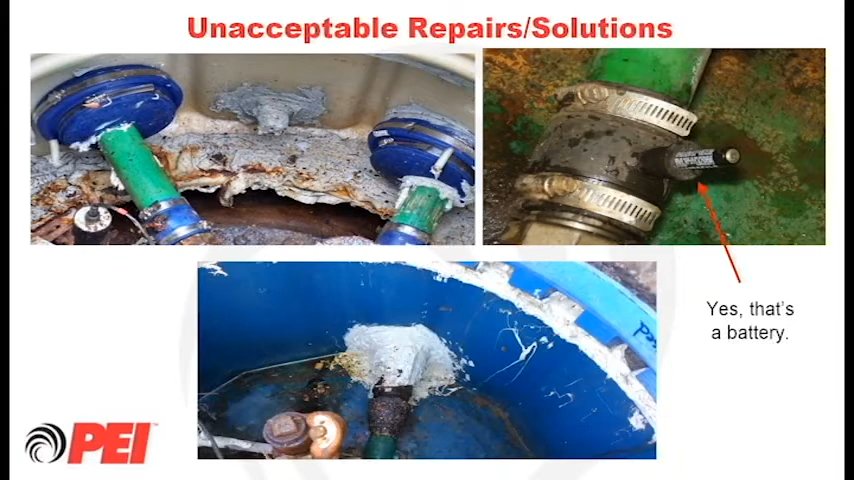 Unacceptable Repairs/Solutions
Yes, that's
a battery.
PEI